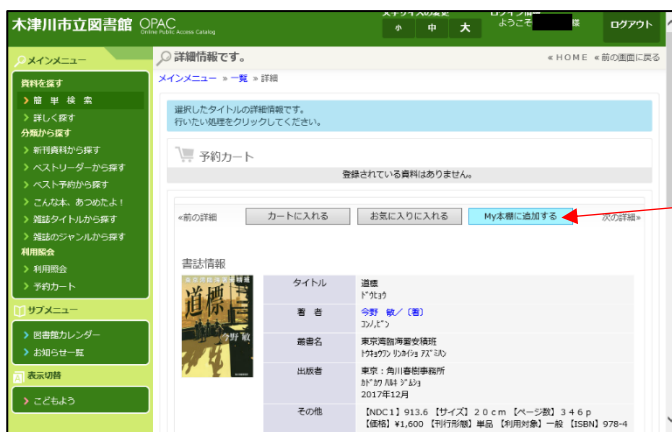 木津川市立図書館 OPAC
Online Public Access Catalog
文字サイズの変更
小 中 大
ようこそ 様
ログアウト
メインメニュー
資料を探す
簡 単 検 索
詳しく探す
分類から探す
新刊資料から探す
ベストリーダーから探す
ベスト予約から探す
こんな本、あつめたよ!
雑誌タイトルから探す
雑誌のジャンルから探す
利用照会
利用照会
予約カート
サブメニュー
図書館カレンダー
お知らせ一覧
表示切替
こどもよう
詳細情報です。
«HOME «前の画面に戻る
メインメニュー » 一覧 » 詳細
選択したタイトルの詳細情報です。
行いたい処理をクリックしてください。
予約カート
登録されている資料はありません。
«前の詳細
カートに入れる
お気に入りに入れる
My本棚に追加する
次の詳細»
書誌情報
道標
今野 敏
タイトル
道標
ドウヒョウ
著 者
今野 敏/(著)
コンノ,ビン
叢書名
東京湾臨海署安積班
トウキョウワン リンカイショ アズミハン
出版者
東京:角川春樹事務所
カドカワ ハルキ ジムショ
2017年12月
その他
【NDC1】913.6 【サイズ】20cm 【ページ数】346p
【価格】¥1,600 【刊行形態】単品 【利用対象】一般 【ISBN】978-4